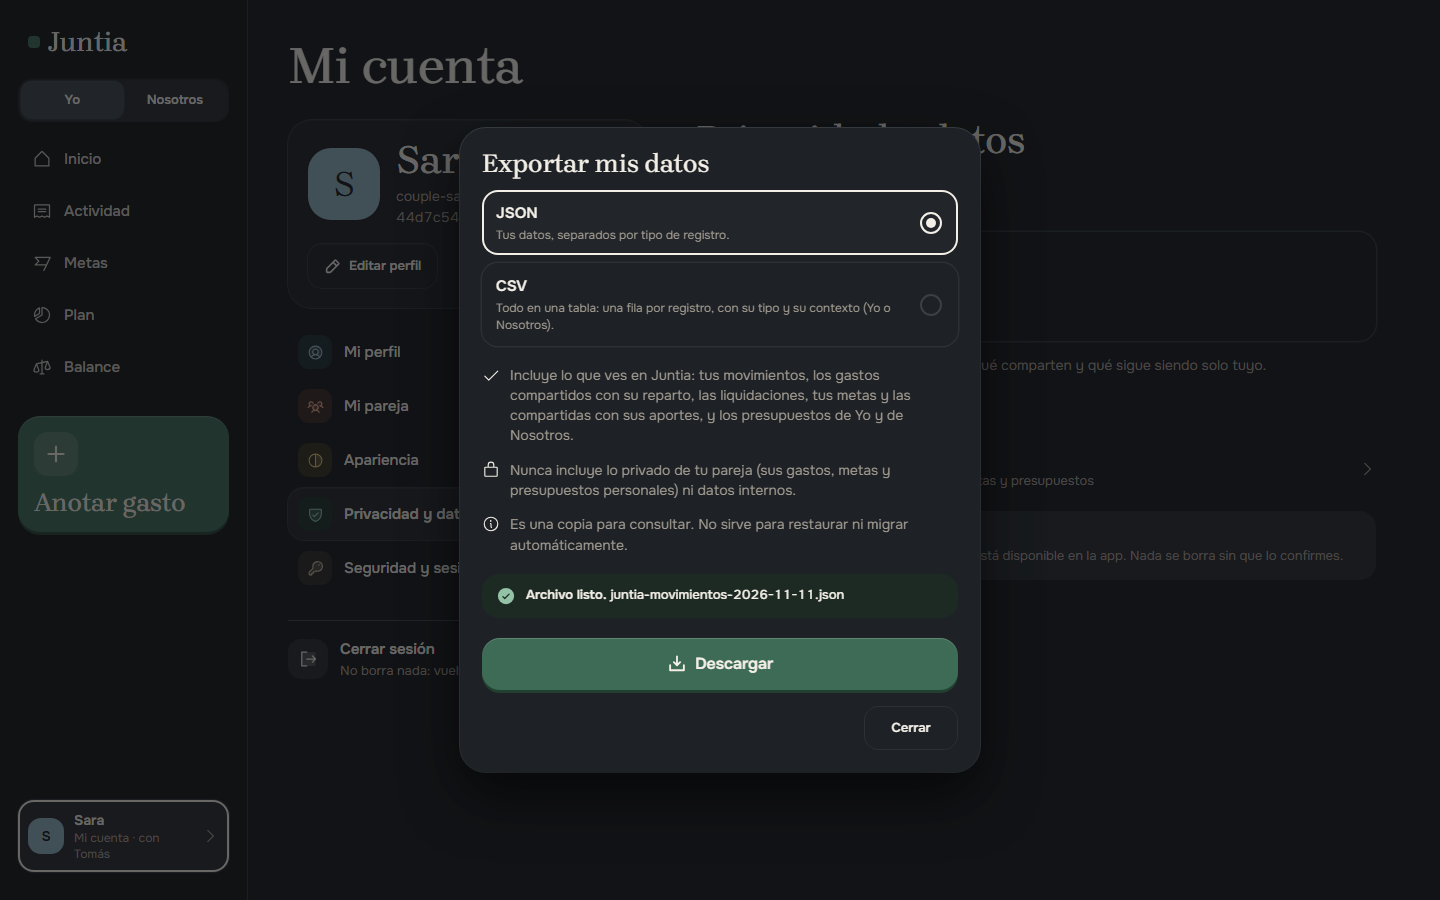 Juntia
Yo
Nosotros
Inicio
Actividad
Metas
Plan
Balance
Anotar gasto
Sara
Mi cuenta · con
Tomás
Mi cuenta
S
couple-sa
44d7c54
Editar perfil
Mi perfil
Mi pareja
Apariencia
Privacidad y dat
Seguridad y sesi
Cerrar sesión
No borra nada: vuel
Exportar mis datos
JSON
Tus datos, separados por tipo de registro.
CSV
Todo en una tabla: una fila por registro, con su tipo y su contexto (Yo o
Nosotros).
Incluye lo que ves en Juntia: tus movimientos, los gastos
compartidos con su reparto, las liquidaciones, tus metas y las
compartidas con sus aportes, y los presupuestos de Yo y de
Nosotros.
Nunca incluye lo privado de tu pareja (sus gastos, metas y
presupuestos personales) ni datos internos.
Es una copia para consultar. No sirve para restaurar ni migrar
automáticamente.
Archivo listo. juntia-movimientos-2026-11-11.json
Descargar
Cerrar
tos
ué comparten y qué sigue siendo solo tuyo.
as y presupuestos
stá disponible en la app. Nada se borra sin que lo confirmes.